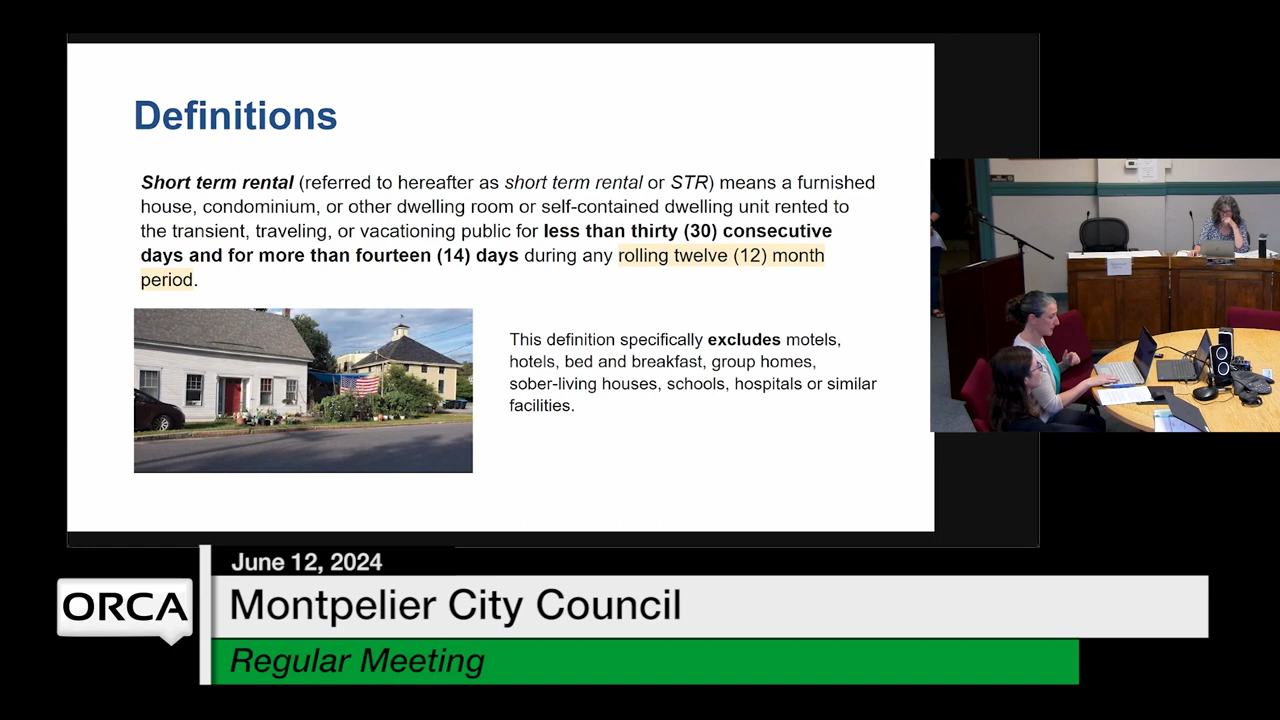 Definitions
Short term rental (referred to hereafter as short term rental or STR) means a furnished
house, condominium, or other dwelling room or self-contained dwelling unit rented to
the transient, traveling, or vacationing public for less than thirty (30) consecutive
days and for more than fourteen (14) days during any rolling twelve (12) month
period.
This definition specifically excludes motels,
hotels, bed and breakfast, group homes,
sober-living houses, schools, hospitals or similar
facilities.
June 12, 2024
ORCA
Montpelier City Council
Regular Meeting